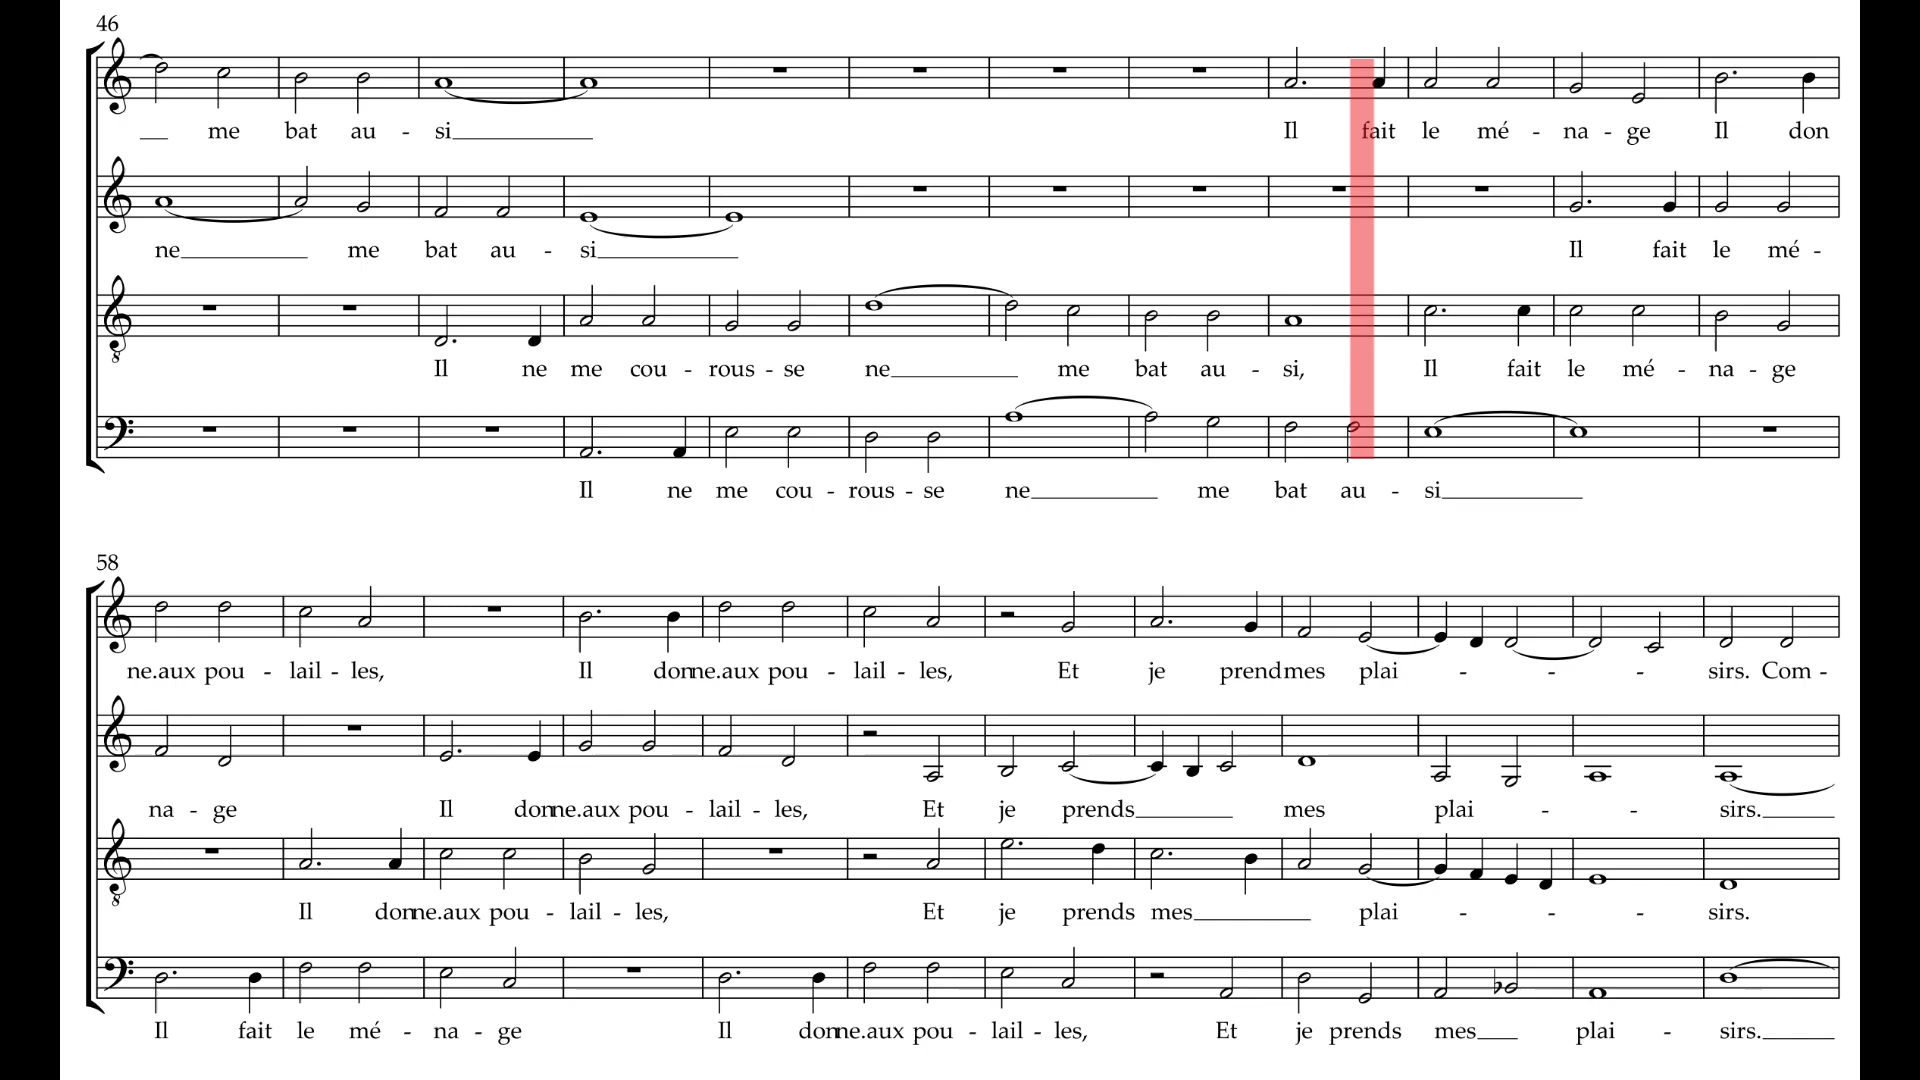 46
me bat au - si Il fait le mé - na - ge Il don
ne me bat au - si Il fait le mé -
Il ne me cou - rous - se ne me bat au - si, Il fait le mé - na - ge
Il ne me cou - rous - se ne me bat au - si
58
ne.aux pou - lail - les, Il donne.aux pou - lail - les, Et je prend mes plai - - - sirs. Com -
na - ge Il donne.aux pou - lail - les, Et je prends mes plai - - sirs.
Il donne.aux pou - lail - les, Et je prends mes plai - - - sirs.
Il fait le mé - na - ge Il donne.aux pou - lail - les, Et je prends mes plai - sirs.